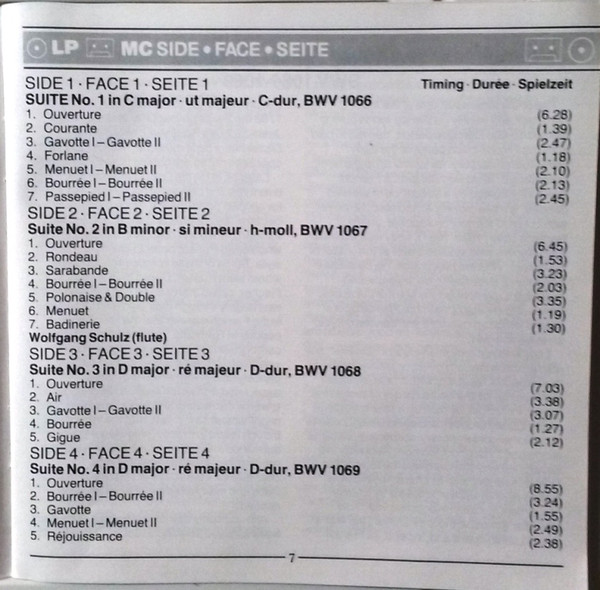 LP MC SIDE • FACE • SEITE
SIDE 1 · FACE 1 · SEITE 1 Timing · Durée · Spielzeit
SUITE No. 1 in C major · ut majeur · C-dur, BWV 1066
1. Ouverture (6.28)
2. Courante (1.39)
3. Gavotte I – Gavotte II (2.47)
4. Forlane (1.18)
5. Menuet I – Menuet II (2.10)
6. Bourrée I – Bourrée II (2.13)
7. Passepied I – Passepied II (2.45)
SIDE 2 · FACE 2 · SEITE 2
Suite No. 2 in B minor · si mineur · h-moll, BWV 1067
1. Ouverture (6.45)
2. Rondeau (1.53)
3. Sarabande (3.23)
4. Bourrée I – Bourrée II (2.03)
5. Polonaise & Double (3.35)
6. Menuet (1.19)
7. Badinerie (1.30)
Wolfgang Schulz (flute)
SIDE 3 · FACE 3 · SEITE 3
Suite No. 3 in D major · ré majeur · D-dur, BWV 1068
1. Ouverture (7.03)
2. Air (3.38)
3. Gavotte I – Gavotte II (3.07)
4. Bourrée (1.27)
5. Gigue (2.12)
SIDE 4 · FACE 4 · SEITE 4
Suite No. 4 in D major · ré majeur · D-dur, BWV 1069
1. Ouverture (8.55)
2. Bourrée I – Bourrée II (3.24)
3. Gavotte (1.55)
4. Menuet I – Menuet II (2.49)
5. Réjouissance (2.38)
7